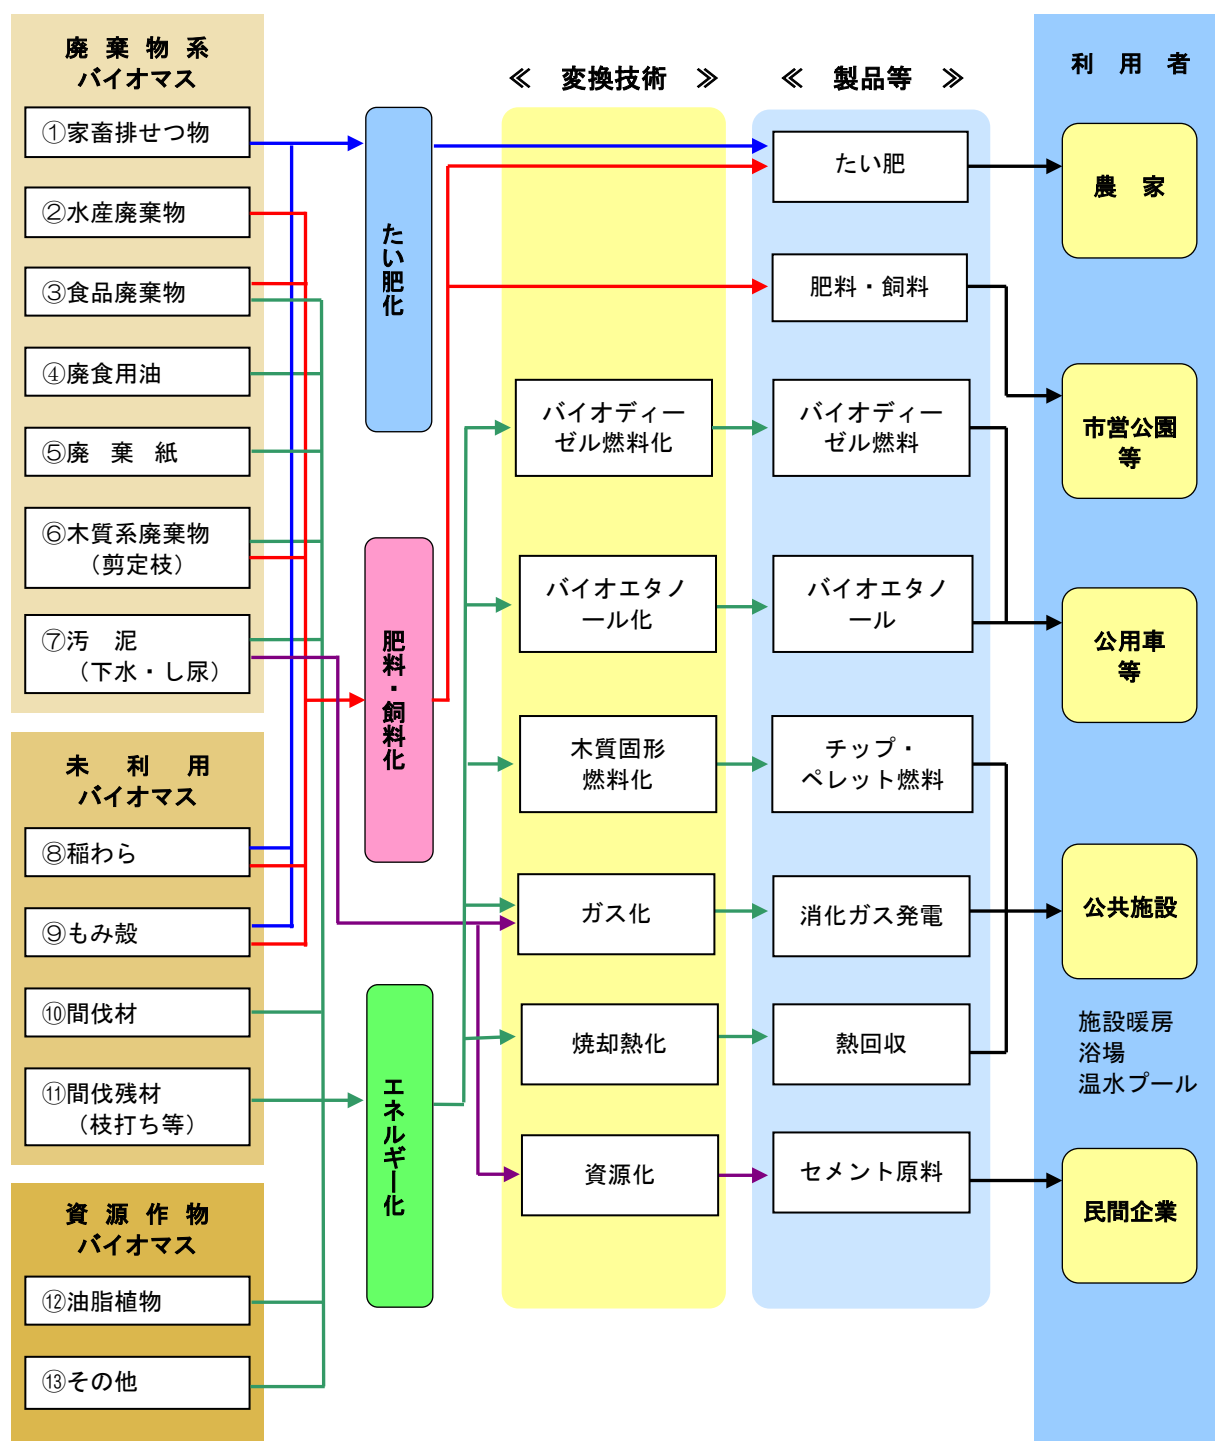 廃 棄 物 系
バイオマス
①家畜排せつ物
②水産廃棄物
③食品廃棄物
④廃食用油
⑤廃 棄 紙
⑥木質系廃棄物
（剪定枝）
⑦汚 泥
（下水・し尿）
未 利 用
バイオマス
⑧稲わら
⑨もみ殻
⑩間伐材
⑪間伐残材
（枝打ち等）
資 源 作 物
バイオマス
⑫油脂植物
⑬その他
たい肥化
肥料・飼料化
エネルギー化
≪ 変換技術 ≫
バイオディー
ゼル燃料化
バイオエタノ
ール化
木質固形
燃料化
ガス化
焼却熱化
資源化
≪ 製品等 ≫
たい肥
肥料・飼料
バイオディー
ゼル燃料
バイオエタノ
ール
チップ・
ペレット燃料
消化ガス発電
熱回収
セメント原料
利 用 者
農 家
市営公園
等
公用車
等
公共施設
施設暖房
浴場
温水プール
民間企業